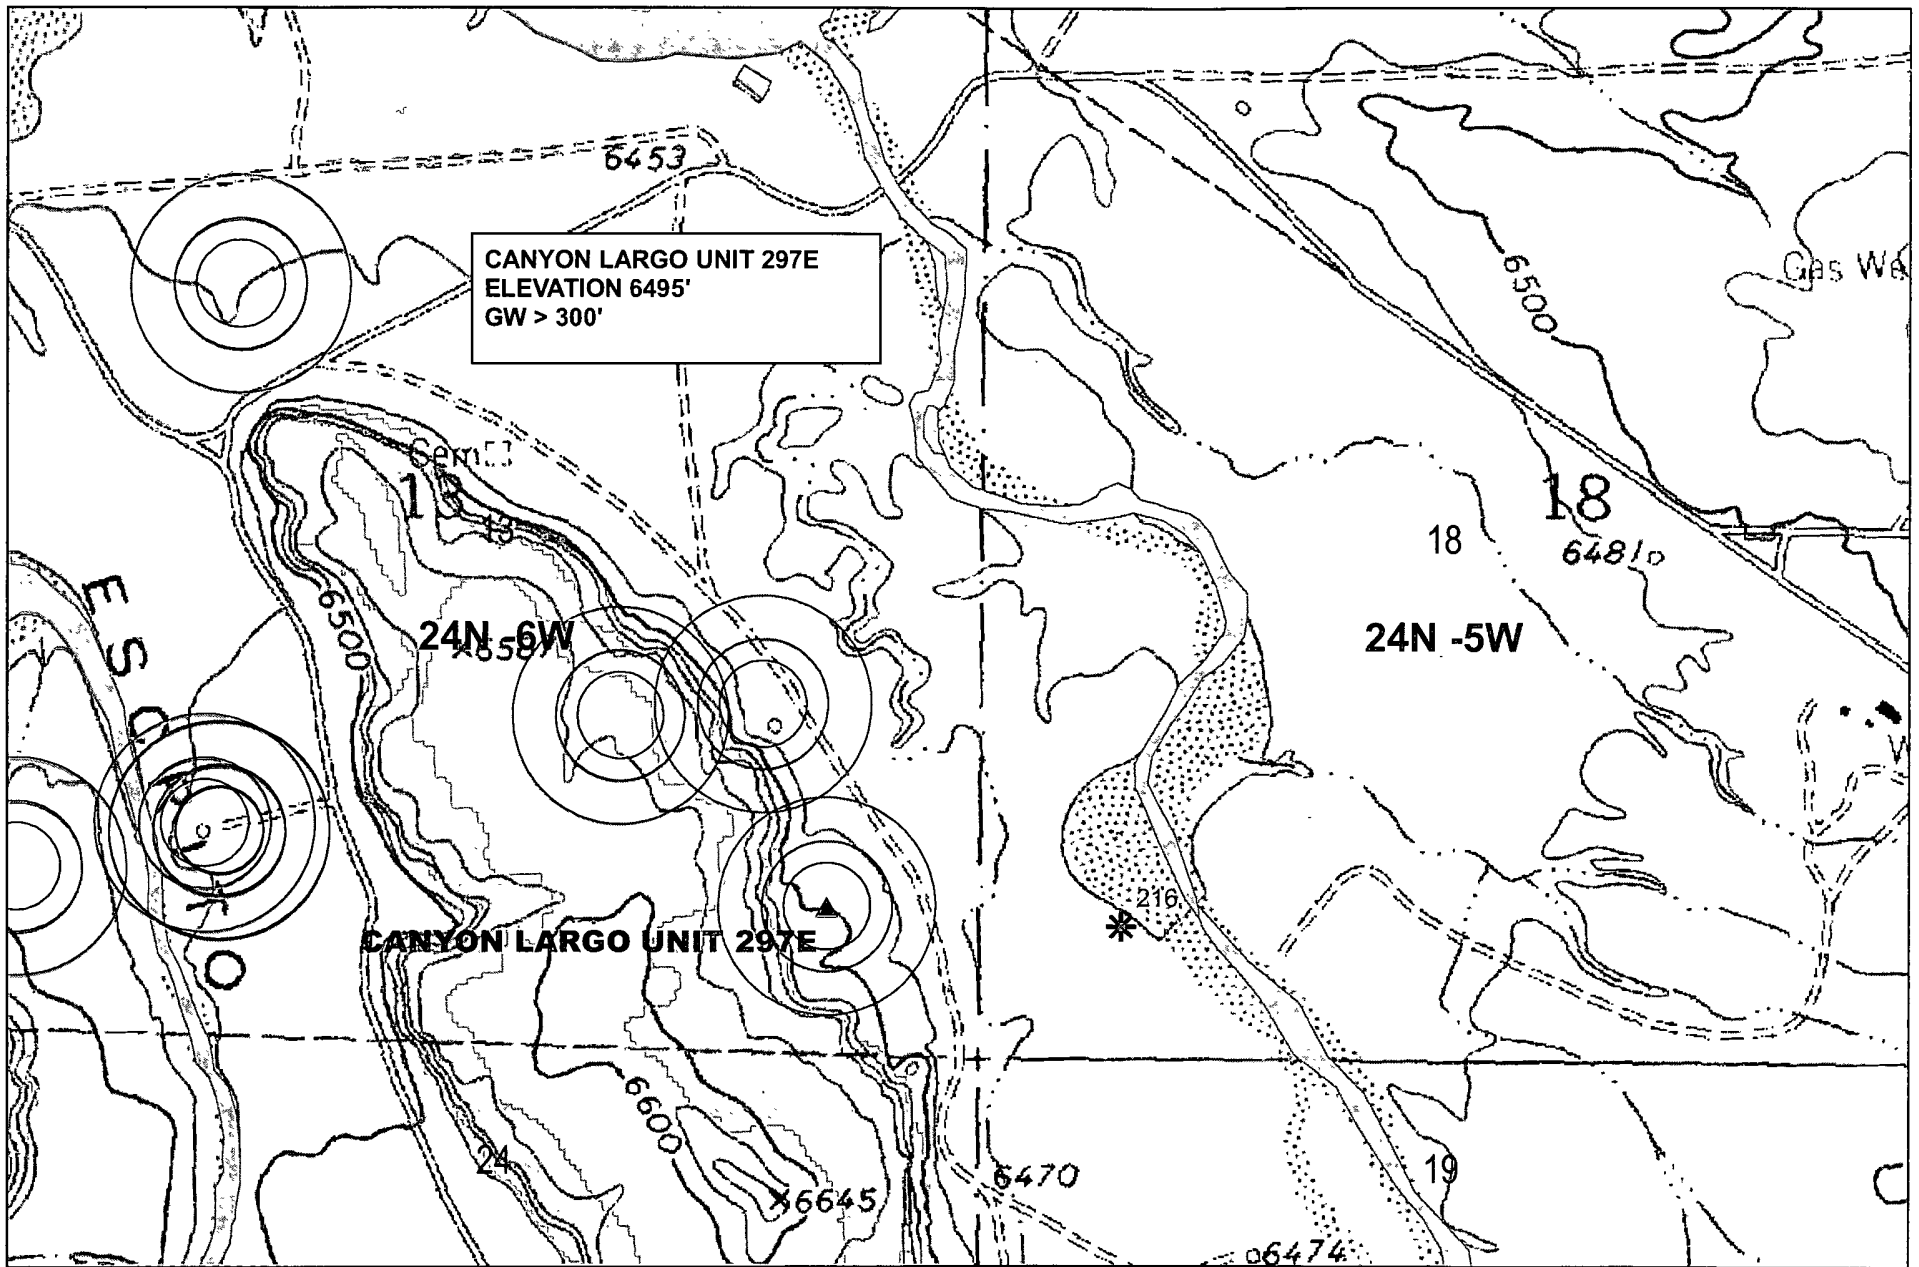 6453
CANYON LARGO UNIT 297E
ELEVATION 6495'
GW > 300'
6500
Gas We
Cem
13
13
18
18
6481
6500
24N -6W
24N -5W
E S C
216
CANYON LARGO UNIT 297E
O
6600
24
6470
19
×6645
6474